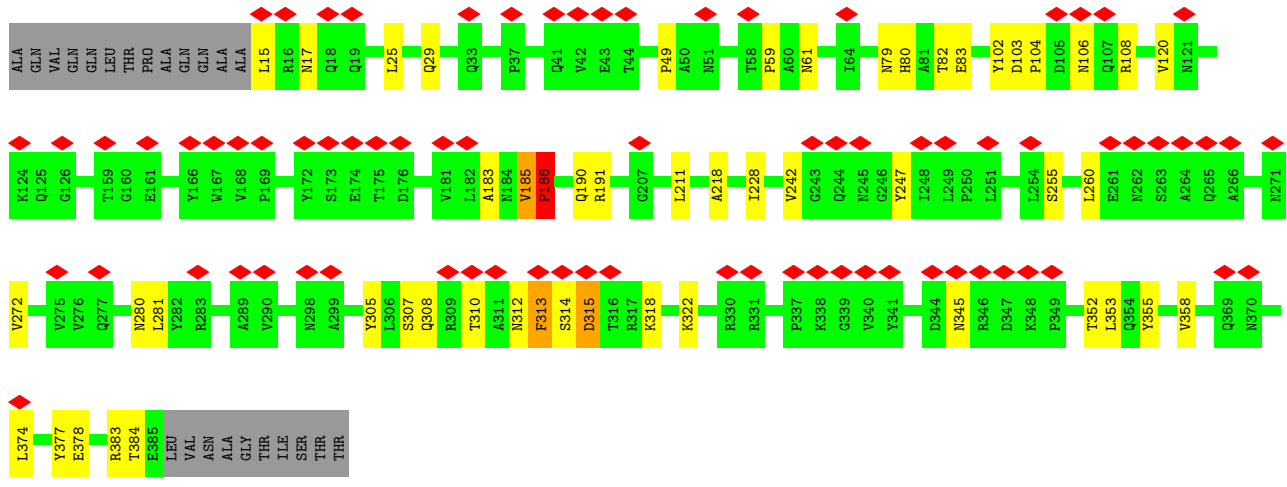 ALA GLN VAL GLN GLN LEU THR PRO ALA GLN GLN ALA ALA L15 R16 N17 Q18 Q19 L25 Q29 Q33 P37 Q41 V42 E43 T44 P49 A50 N51 T58 P59 A60 N61 I64 N79 H80 A81 T82 E83 Y102 D103 P104 D105 N106 Q107 R108 V120 N121
K124 Q125 G126 T159 G160 E161 Y166 W167 V168 P169 Y172 S173 E174 T175 D176 V181 L182 A183 N184 V185 P186 Q190 R191 G207 L211 A218 I228 V242 G243 Q244 N245 G246 Y247 I248 L249 P250 L251 L254 S255 L260 E261 N262 S263 A264 Q265 A266 N271
V272 V275 V276 Q277 N280 L281 Y282 R283 A289 V290 N298 A299 Y305 L306 S307 Q308 R309 T310 A311 N312 F313 S314 D315 T316 R317 K318 K322 R330 R331 P337 K338 G339 V340 Y341 D344 N345 R346 D347 K348 P349 T352 L353 Q354 Y355 V358 Q369 N370
L374 Y377 E378 R383 T384 E385 LEU VAL ASN ALA GLY THR ILE SER THR THR